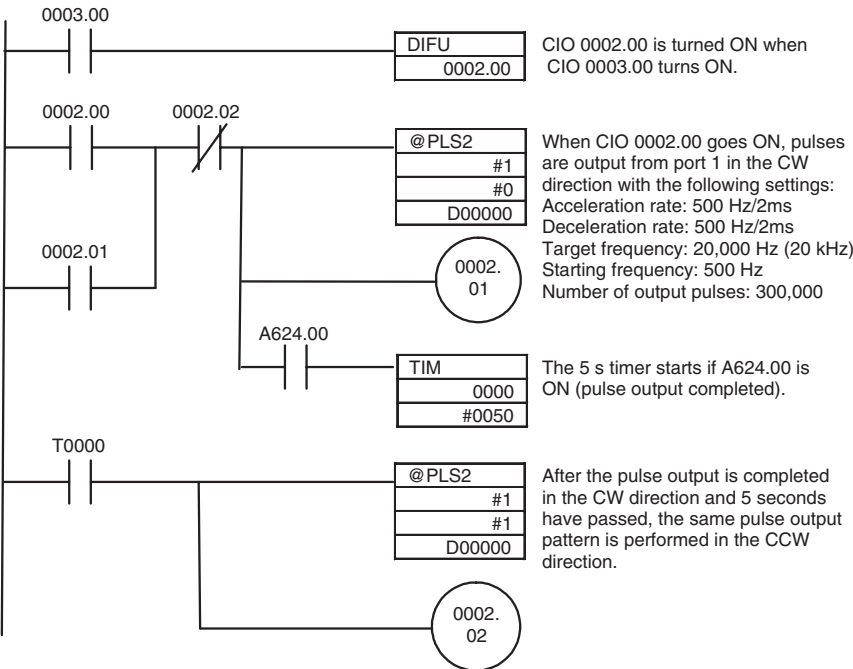 0003.00
DIFU
0002.00
CIO 0002.00 is turned ON when
CIO 0003.00 turns ON.
0002.00
0002.02
@PLS2
#1
#0
D00000
When CIO 0002.00 goes ON, pulses
are output from port 1 in the CW
direction with the following settings:
Acceleration rate: 500 Hz/2ms
Deceleration rate: 500 Hz/2ms
Target frequency: 20,000 Hz (20 kHz)
Starting frequency: 500 Hz
Number of output pulses: 300,000
0002.01
0002.
01
A624.00
TIM
0000
#0050
The 5 s timer starts if A624.00 is
ON (pulse output completed).
T0000
@PLS2
#1
#1
D00000
After the pulse output is completed
in the CW direction and 5 seconds
have passed, the same pulse output
pattern is performed in the CCW
direction.
0002.
02